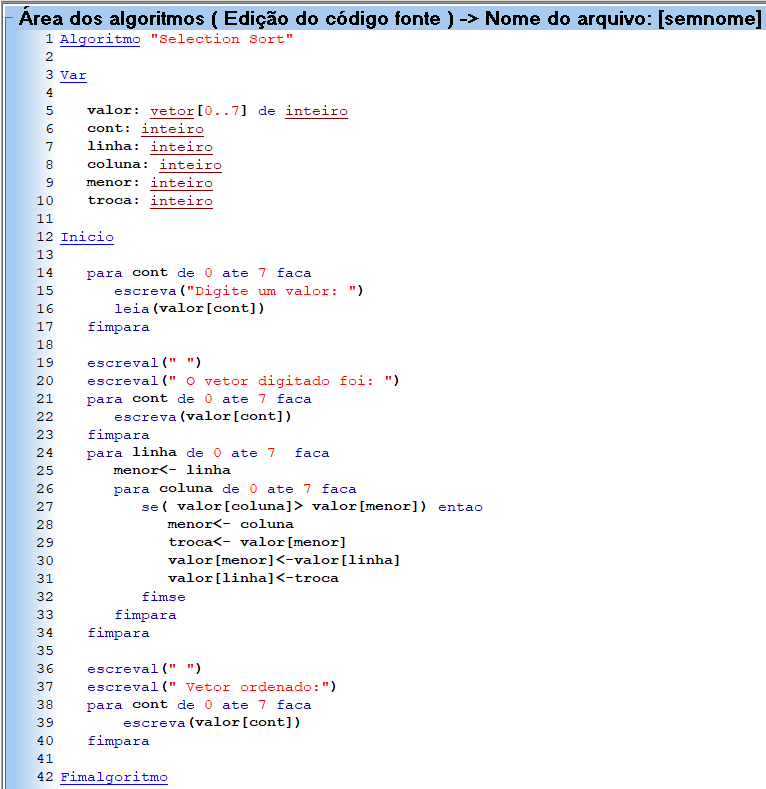 Área dos algoritmos ( Edição do código fonte ) -> Nome do arquivo: [semnome]
1 Algoritmo "Selection Sort"
2
3 Var
4
5 valor: vetor[0..7] de inteiro
6 cont: inteiro
7 linha: inteiro
8 coluna: inteiro
9 menor: inteiro
10 troca: inteiro
11
12 Inicio
13
14 para cont de 0 ate 7 faca
15 escreva("Digite um valor: ")
16 leia(valor[cont])
17 fimpara
18
19 escreval(" ")
20 escreval(" O vetor digitado foi: ")
21 para cont de 0 ate 7 faca
22 escreva(valor[cont])
23 fimpara
24 para linha de 0 ate 7  faca
25 menor<- linha
26 para coluna de 0 ate 7 faca
27 se( valor[coluna]> valor[menor]) entao
28 menor<- coluna
29 troca<- valor[menor]
30 valor[menor]<-valor[linha]
31 valor[linha]<-troca
32 fimse
33 fimpara
34 fimpara
35
36 escreval(" ")
37 escreval(" Vetor ordenado:")
38 para cont de 0 ate 7 faca
39 escreva(valor[cont])
40 fimpara
41
42 Fimalgoritmo